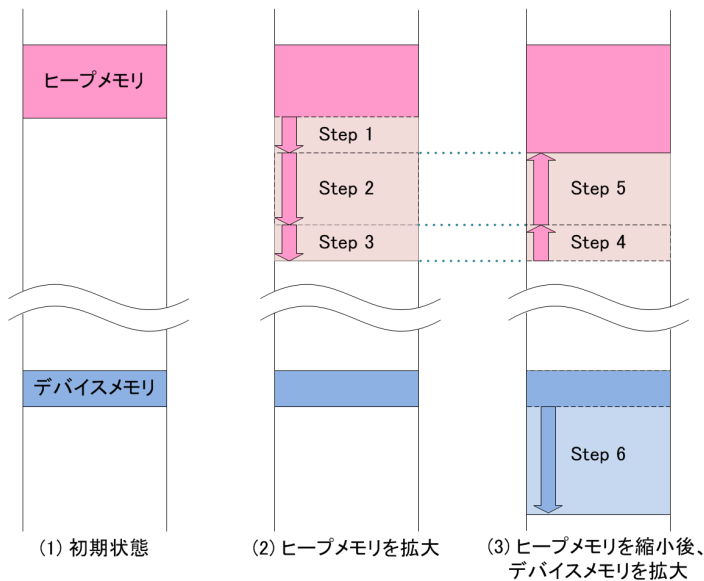 ヒープメモリ
デバイスメモリ
(1) 初期状態
Step 1
Step 2
Step 3
(2) ヒープメモリを拡大
Step 5
Step 4
Step 6
(3) ヒープメモリを縮小後、
デバイスメモリを拡大